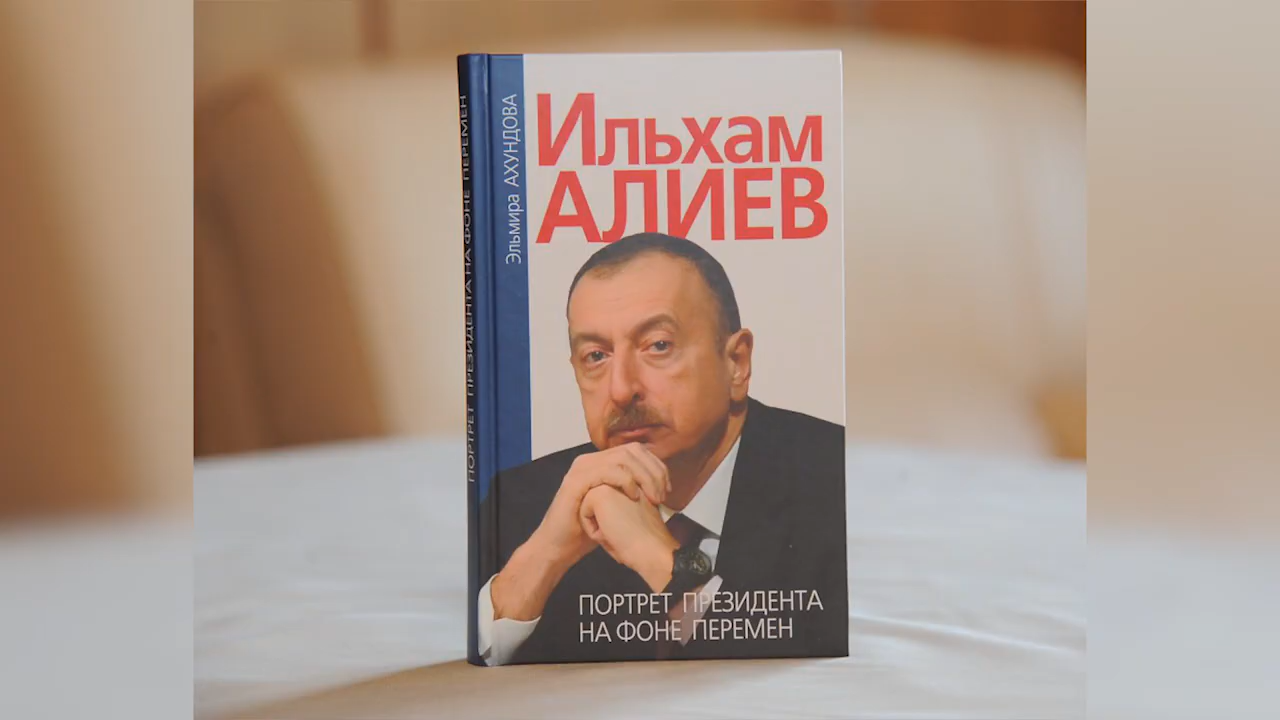 ПОРТРЕТ ПРЕЗИДЕНТА НА ФОНЕ ПЕРЕМЕН
Эльмира АХУНДОВА
Ильхам
АЛИЕВ
ПОРТРЕТ ПРЕЗИДЕНТА
НА ФОНЕ ПЕРЕМЕН